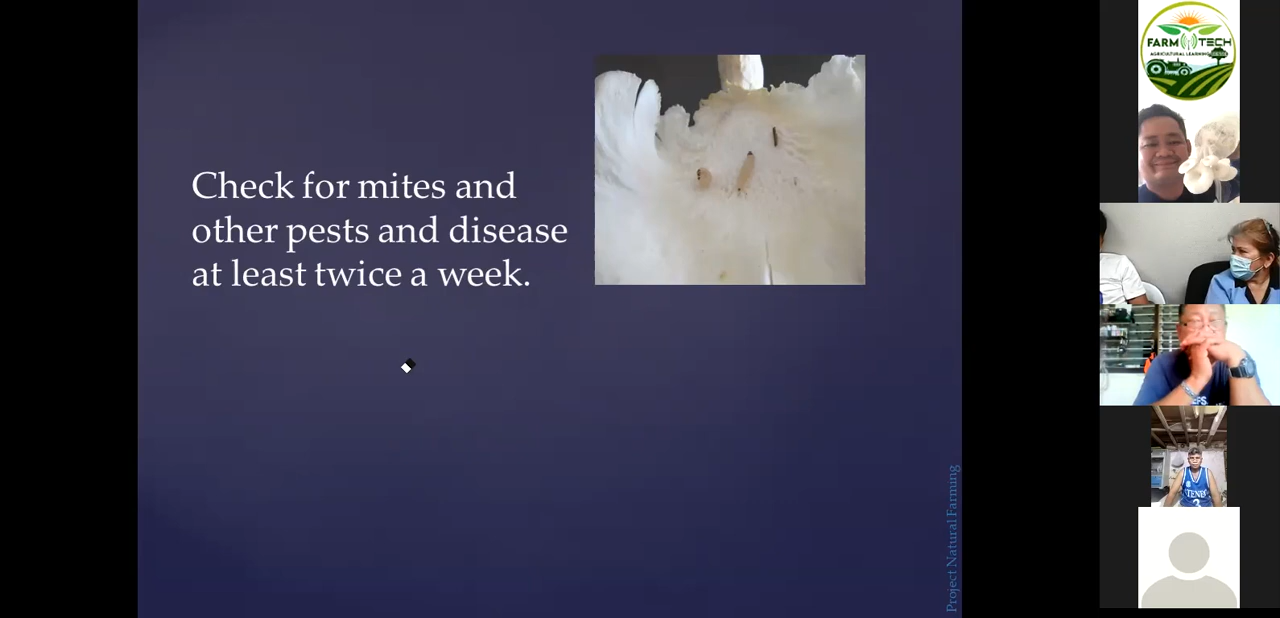 Check for mites and
other pests and disease
at least twice a week.
Project Natural Farming
FARM TECH
AGRICULTURAL LEARNING